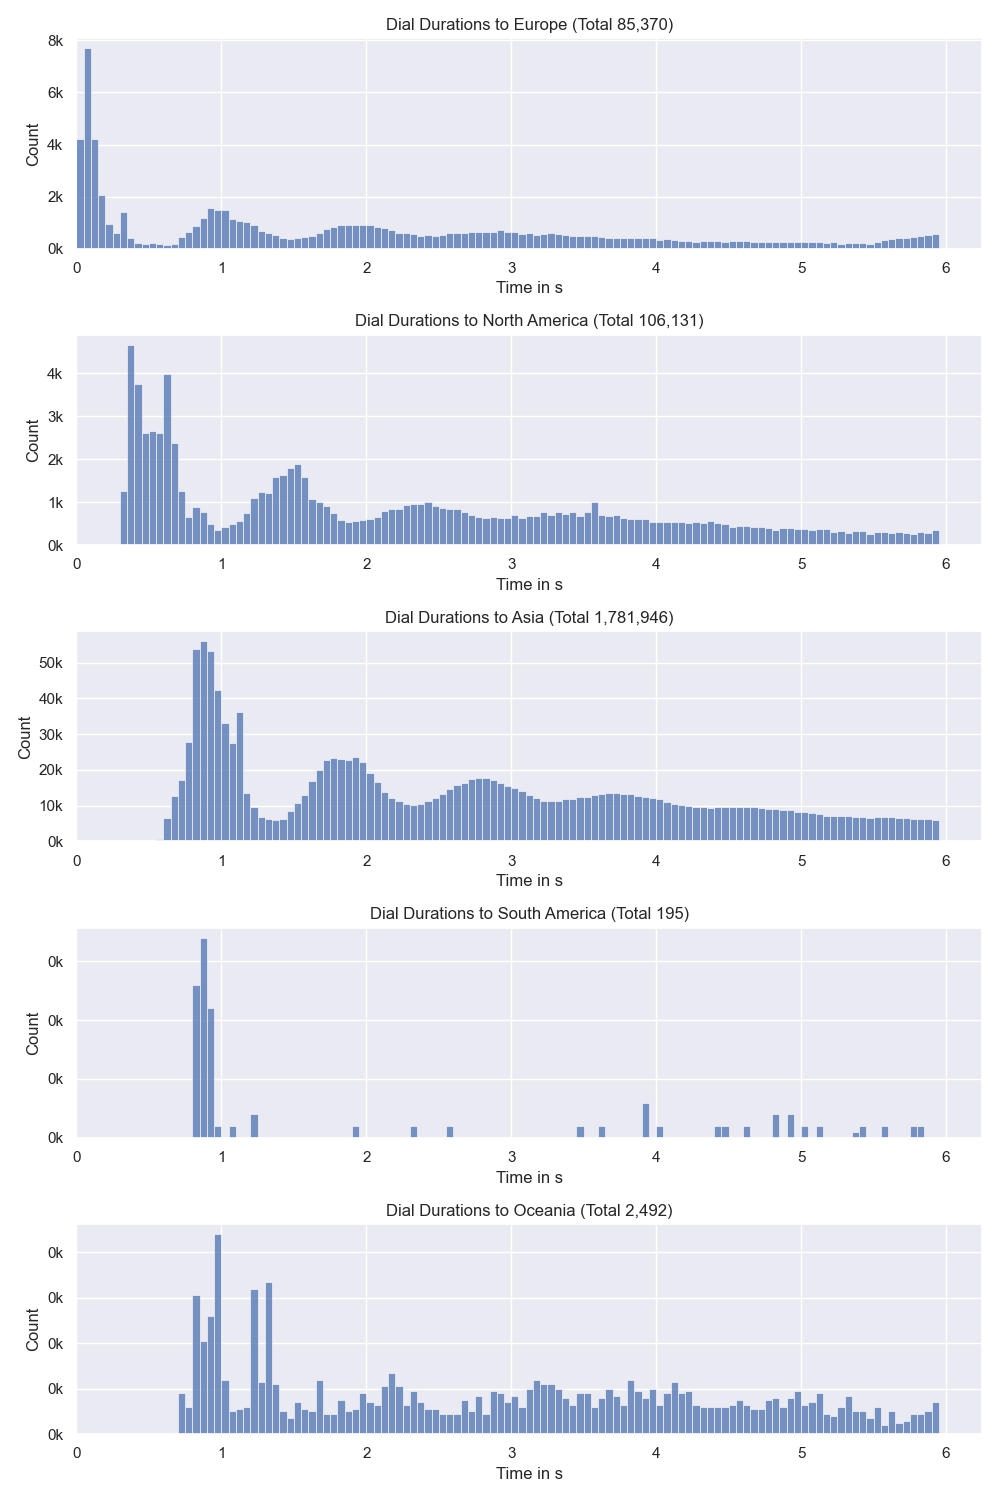 Dial Durations to Europe (Total 85,370)
8k
6k
4k
2k
0k
Count
0 1 2 3 4 5 6
Time in s
Dial Durations to North America (Total 106,131)
4k
3k
2k
1k
0k
Count
0 1 2 3 4 5 6
Time in s
Dial Durations to Asia (Total 1,781,946)
50k
40k
30k
20k
10k
0k
Count
0 1 2 3 4 5 6
Time in s
Dial Durations to South America (Total 195)
0k
0k
0k
0k
Count
0 1 2 3 4 5 6
Time in s
Dial Durations to Oceania (Total 2,492)
0k
0k
0k
0k
0k
Count
0 1 2 3 4 5 6
Time in s